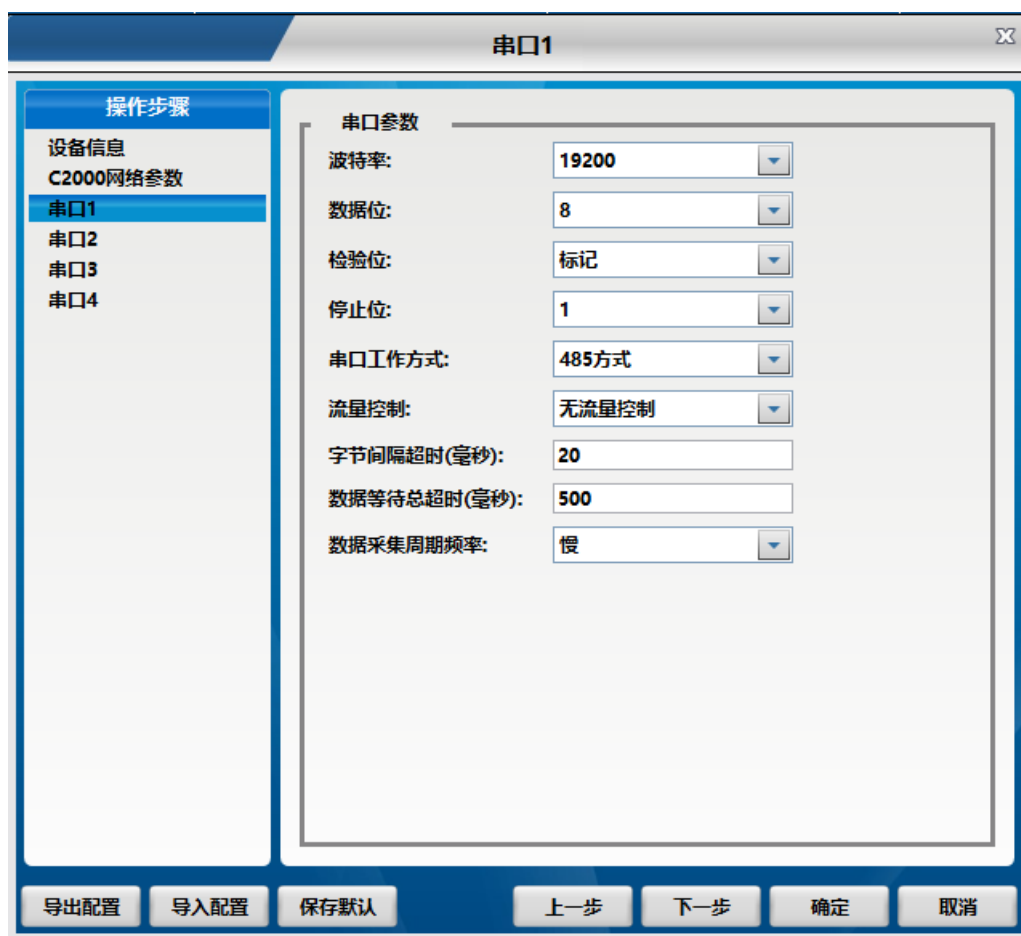 串口1
操作步骤
设备信息
C2000网络参数
串口1
串口2
串口3
串口4
串口参数
波特率: 19200
数据位: 8
检验位: 标记
停止位: 1
串口工作方式: 485方式
流量控制: 无流量控制
字节间隔超时(毫秒): 20
数据等待总超时(毫秒): 500
数据采集周期频率: 慢
导出配置 导入配置 保存默认 上一步 下一步 确定 取消